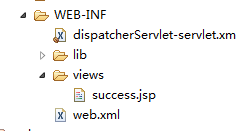 WEB-INF
dispatcherServlet-servlet.xm
lib
views
success.jsp
web.xml